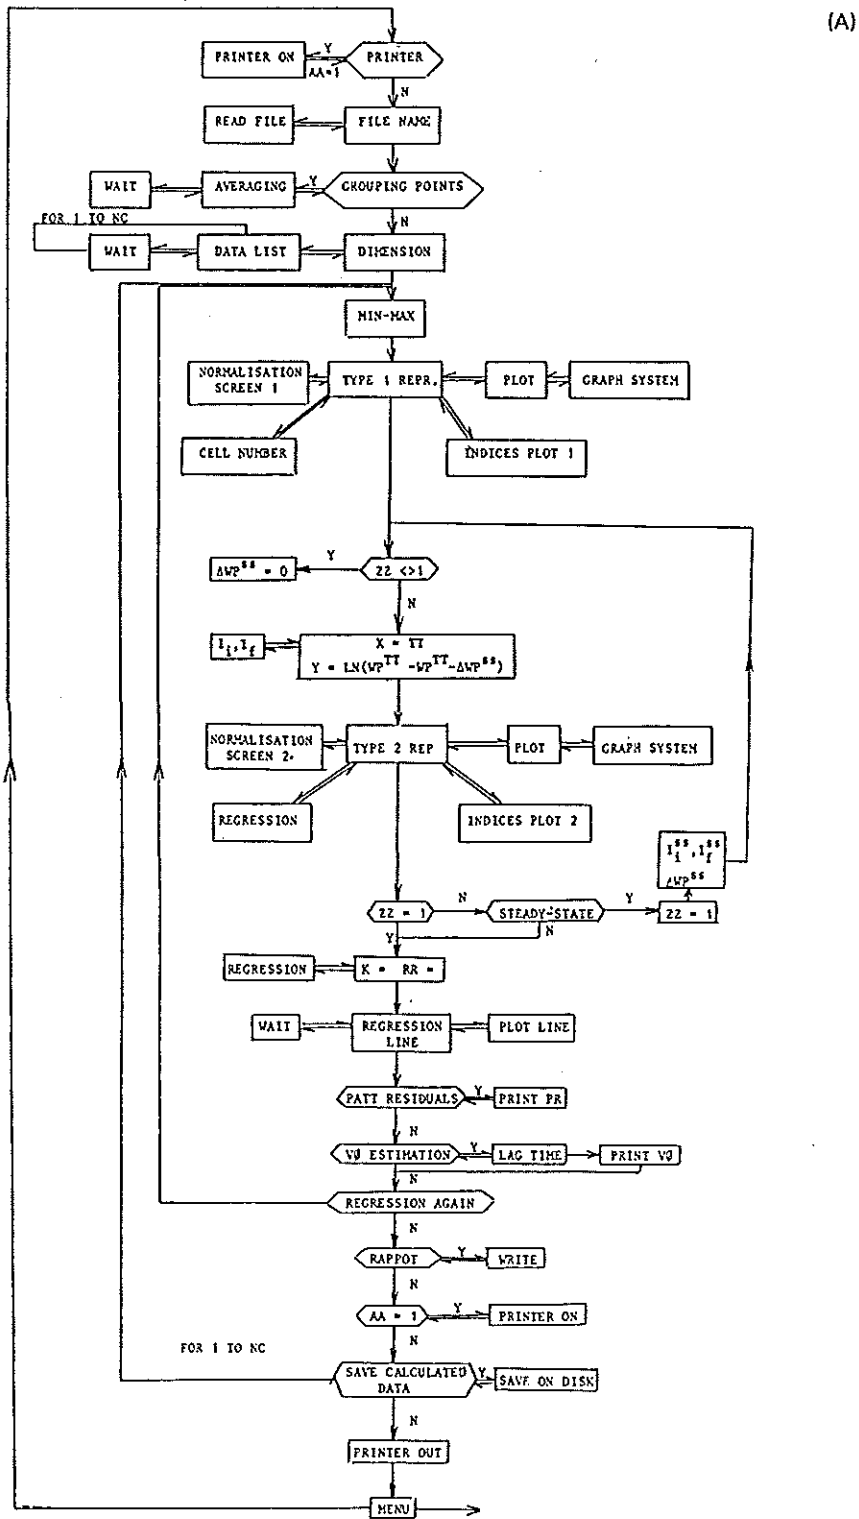 (A)
Y
PRINTER ON
AA=1
PRINTER
N
READ FILE
FILE NAME
WAIT
AVERAGING
Y
GROUPING POINTS
N
FOR 1 TO NC
WAIT
DATA LIST
DIMENSION
MIN-MAX
NORMALISATION
SCREEN 1
TYPE 1 REPR.
PLOT
GRAPH SYSTEM
CELL NUMBER
INDICES PLOT 1
ΔWP^SS = 0
Y
ZZ <>1
N
I_i, I_f
X = TT
Y = LN(WP^TT -WP^TT -ΔWP^SS)
NORMALISATION
SCREEN 2.
TYPE 2 REP
PLOT
GRAPH SYSTEM
REGRESSION
INDICES PLOT 2
I_i^SS, I_f^SS
ΔWP^SS
ZZ = 1
N
STEADY-STATE
Y
ZZ = 1
Y
N
REGRESSION
K = RR =
WAIT
REGRESSION
LINE
PLOT LINE
PATT RESIDUALS
Y
PRINT PR
N
VØ ESTIMATION
Y
LAG TIME
PRINT VØ
N
REGRESSION AGAIN
N
RAPPOT
Y
WRITE
N
AA = 1
Y
PRINTER ON
N
FOR 1 TO NC
SAVE CALCULATED
DATA
Y
SAVE ON DISK
N
PRINTER OUT
MENU